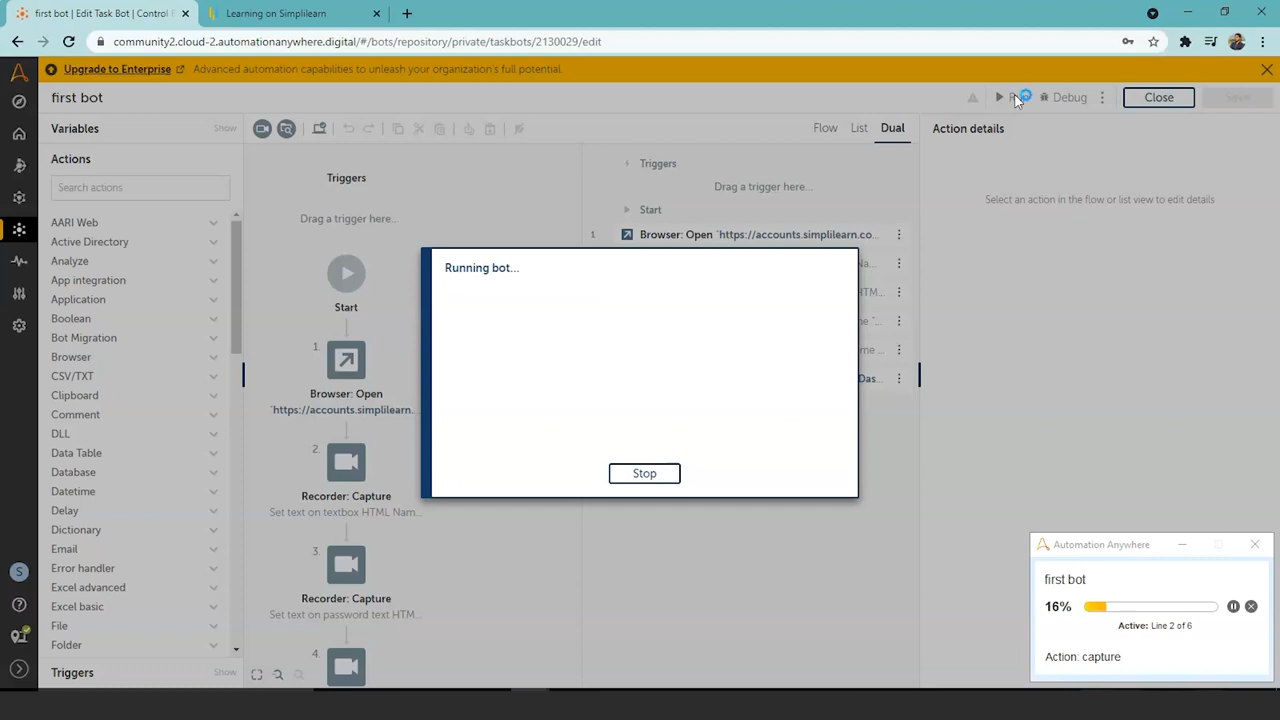 first bot | Edit Task Bot | Control F
Learning on Simplilearn
community2.cloud-2.automationanywhere.digital/#/bots/repository/private/taskbots/2130029/edit
Upgrade to Enterprise
Advanced automation capabilities to unleash your organization's full potential.
first bot
Debug
Close
Save
Variables
Show
Flow
List
Dual
Action details
Actions
Search actions
AARI Web
Active Directory
Analyze
App integration
Application
Boolean
Bot Migration
Browser
CSV/TXT
Clipboard
Comment
DLL
Data Table
Database
Datetime
Delay
Dictionary
Email
Error handler
Excel advanced
Excel basic
File
Folder
Triggers
Show
Triggers
Drag a trigger here...
Start
1.
Browser: Open
"https://accounts.simplilearn...
2.
Recorder: Capture
Set text on textbox HTML Nam...
3.
Recorder: Capture
Set text on password text HTM...
4.
Triggers
Drag a trigger here...
Start
1
Browser: Open "https://accounts.simplilearn.co...
Na...
HTM...
me "...
ome ...
Das...
Select an action in the flow or list view to edit details
Running bot...
Stop
Automation Anywhere
first bot
16%
Active: Line 2 of 6
Action: capture
S